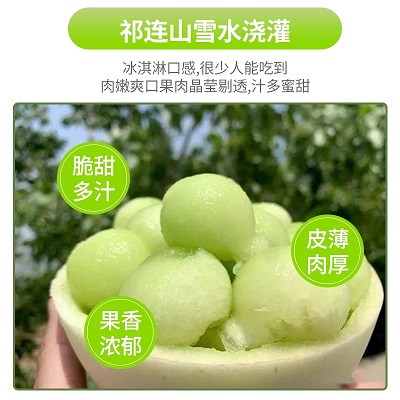 祁连山雪水浇灌
冰淇淋口感,很少人能吃到
肉嫩爽口果肉晶莹剔透,汁多蜜甜
脆甜
多汁
皮薄
肉厚
果香
浓郁